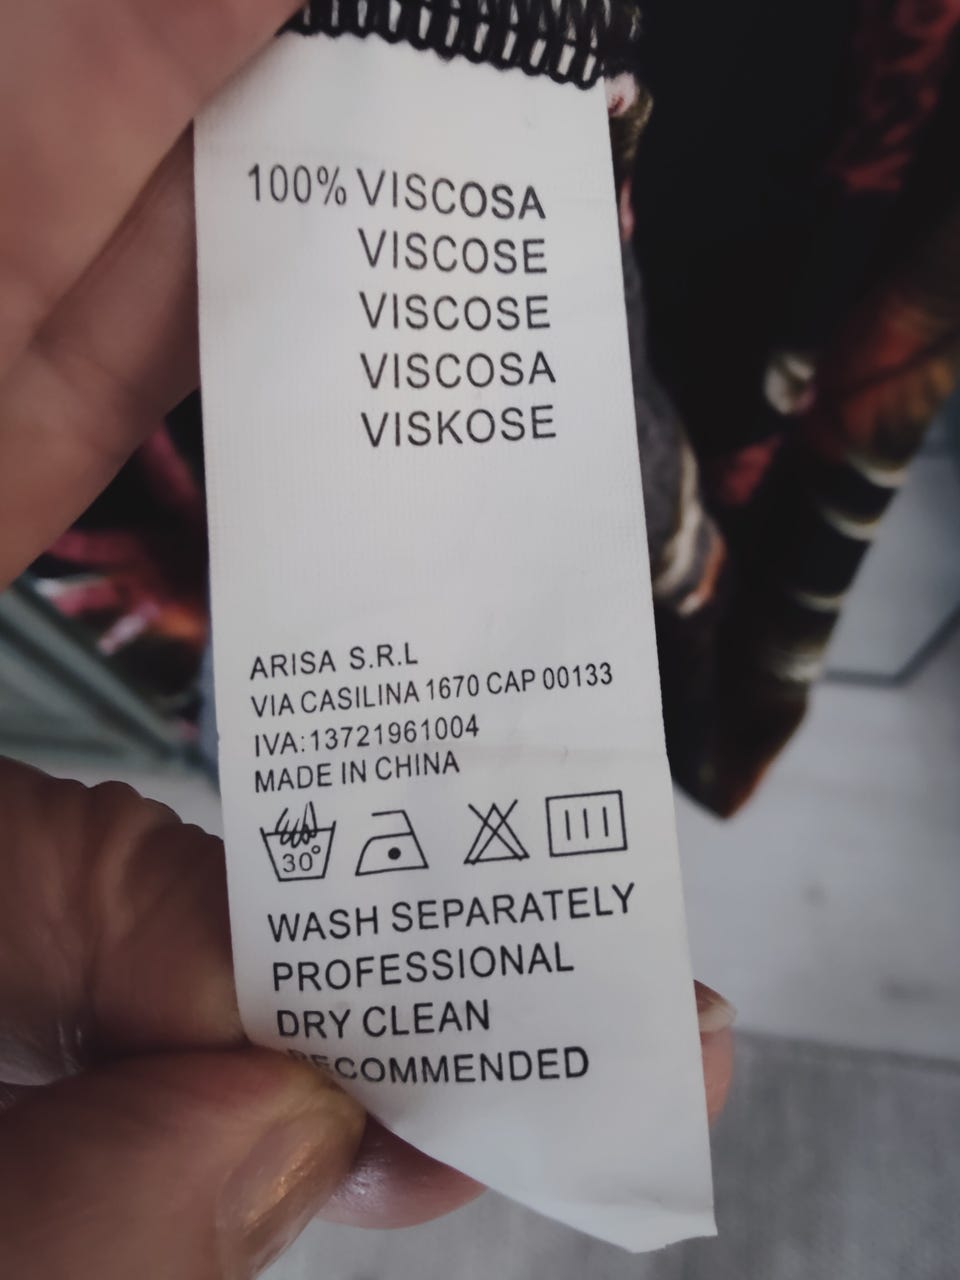 100% VISCOSA
VISCOSE
VISCOSE
VISCOSA
VISKOSE
ARISA S.R.L
VIA CASILINA 1670 CAP 00133
IVA:13721961004
MADE IN CHINA
30°
WASH SEPARATELY
PROFESSIONAL
DRY CLEAN
RECOMMENDED